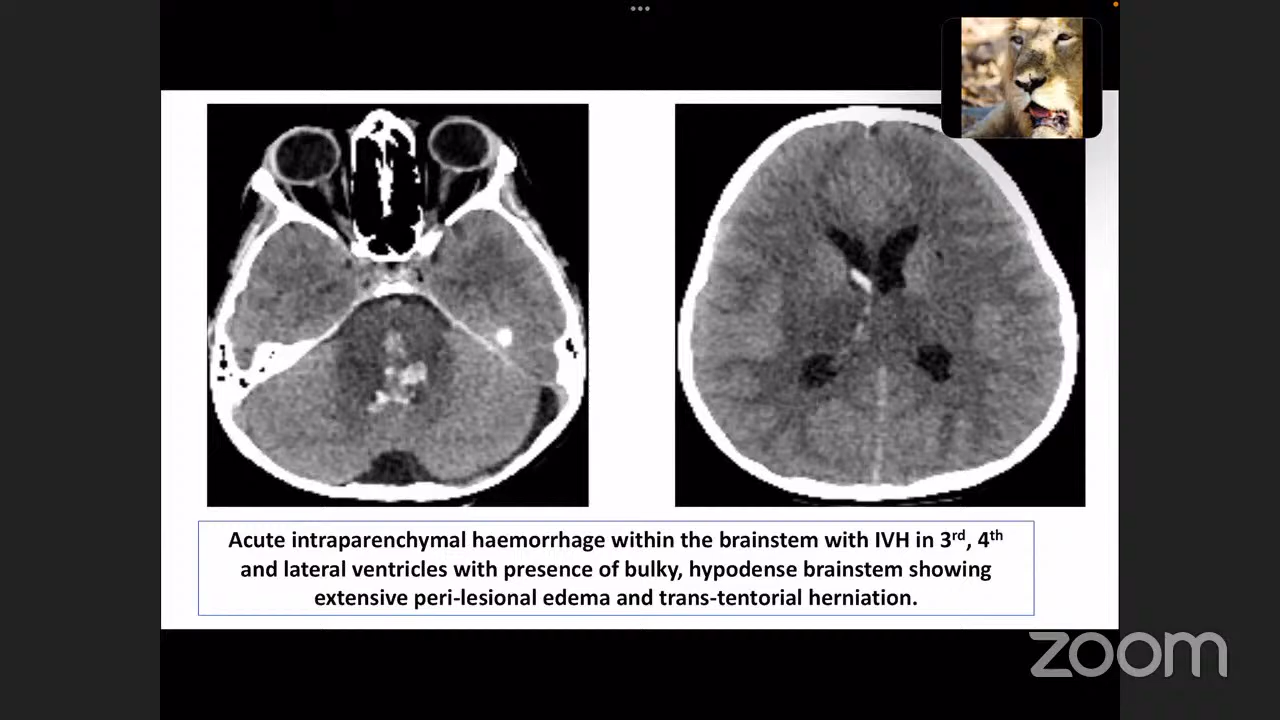 Acute intraparenchymal haemorrhage within the brainstem with IVH in 3rd, 4th
and lateral ventricles with presence of bulky, hypodense brainstem showing
extensive peri-lesional edema and trans-tentorial herniation.
zoom